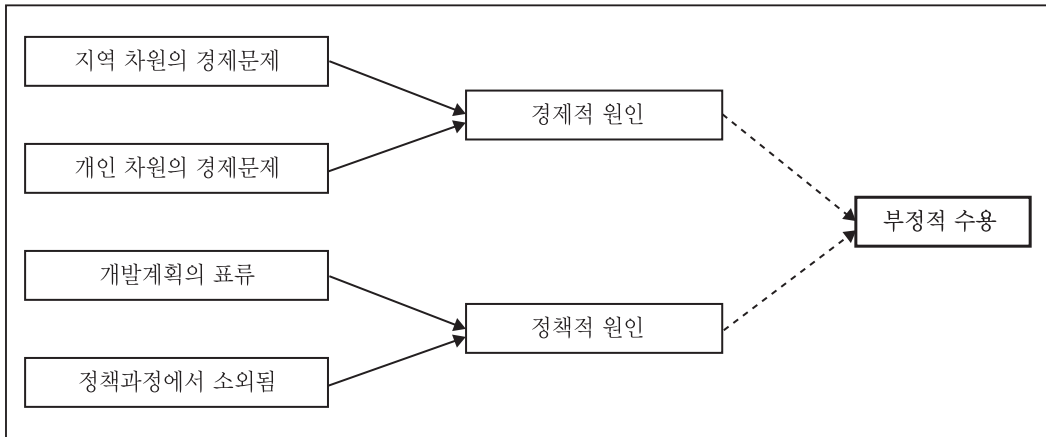 지역 차원의 경제문제
경제적 원인
개인 차원의 경제문제
부정적 수용
개발계획의 표류
정책적 원인
정책과정에서 소외됨